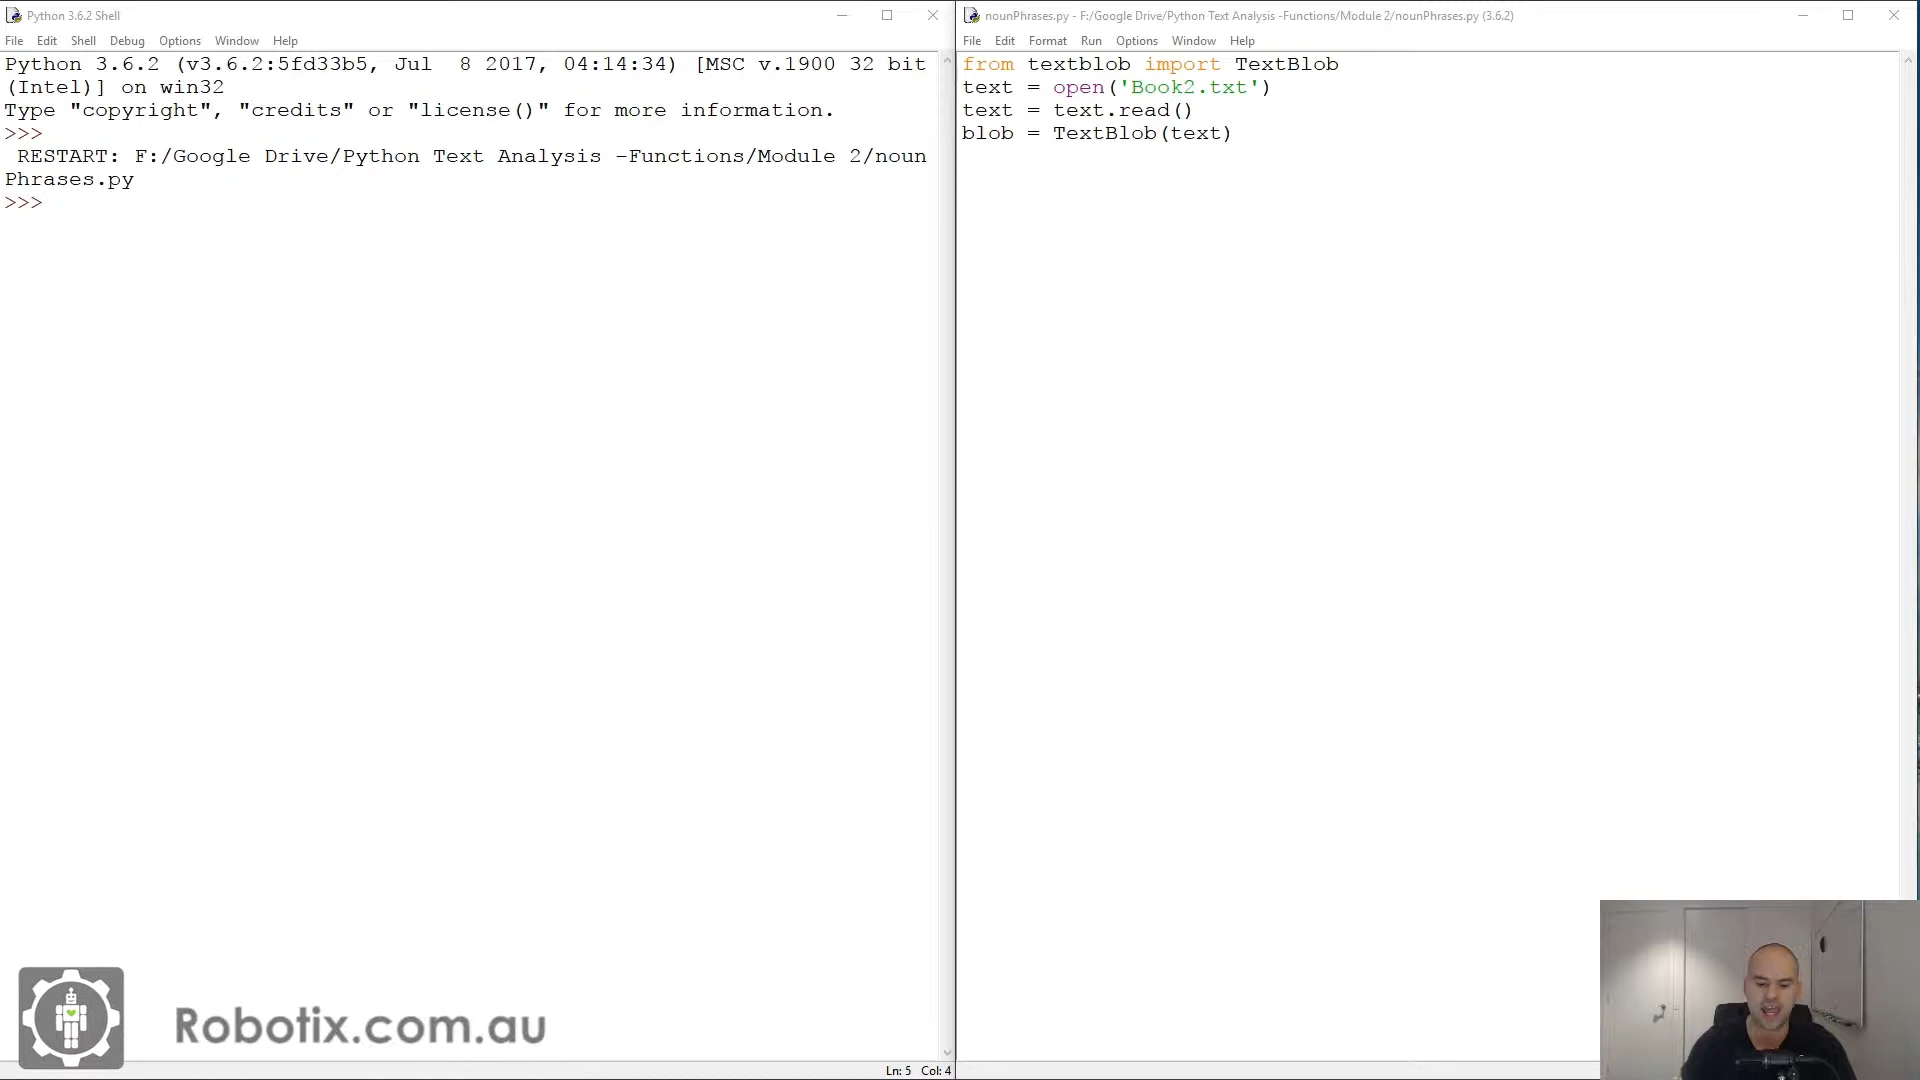 Python 3.6.2 Shell
File Edit Shell Debug Options Window Help
Python 3.6.2 (v3.6.2:5fd33b5, Jul  8 2017, 04:14:34) [MSC v.1900 32 bit
(Intel)] on win32
Type "copyright", "credits" or "license()" for more information.
>>>
 RESTART: F:/Google Drive/Python Text Analysis -Functions/Module 2/noun
Phrases.py
>>>
Ln: 5 Col: 4
nounPhrases.py - F:/Google Drive/Python Text Analysis -Functions/Module 2/nounPhrases.py (3.6.2)
File Edit Format Run Options Window Help
from textblob import TextBlob
text = open('Book2.txt')
text = text.read()
blob = TextBlob(text)
Robotix.com.au